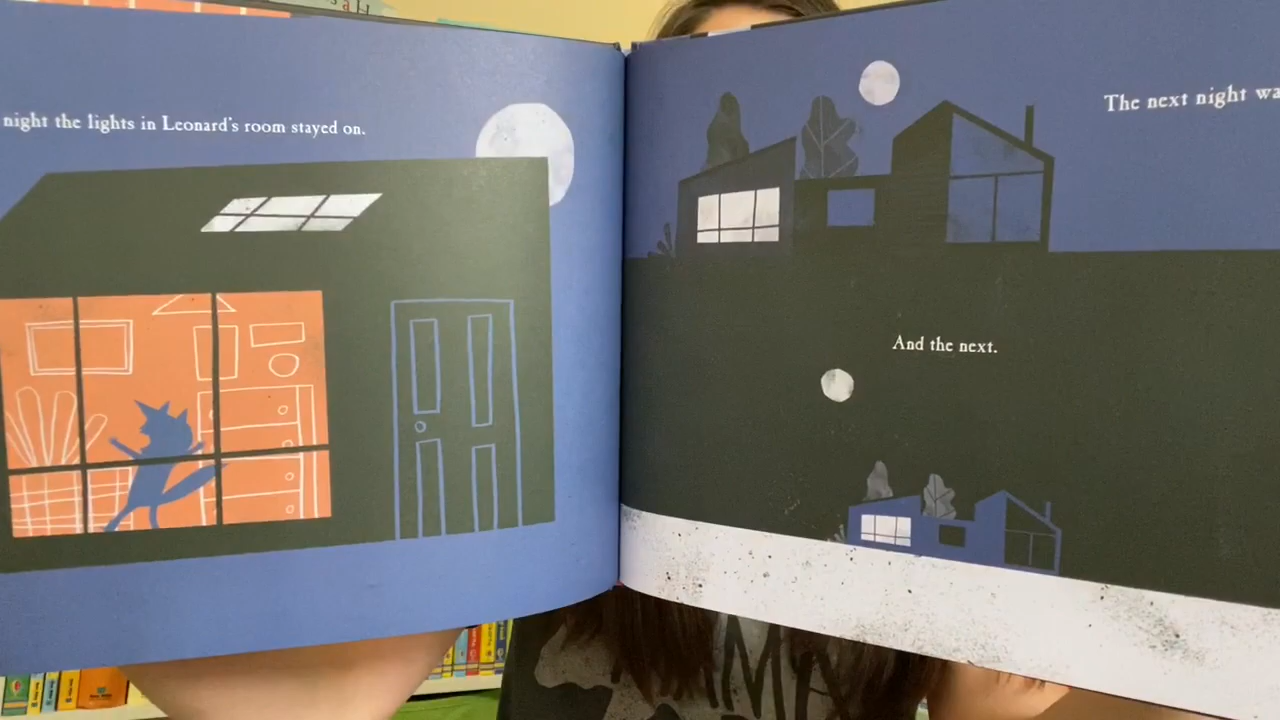 night the lights in Leonard's room stayed on.
The next night wa
And the next.